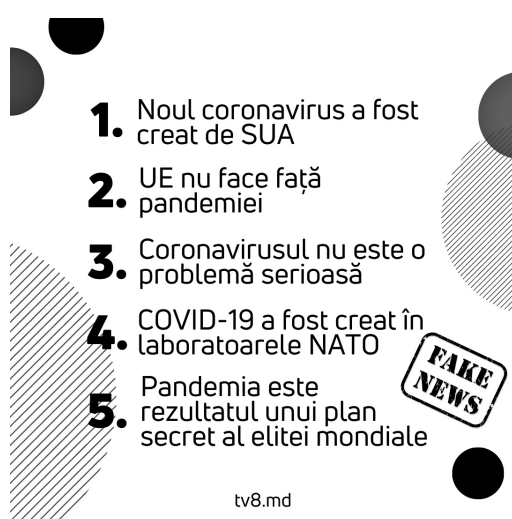 1. Noul coronavirus a fost
creat de SUA
2. UE nu face față
pandemiei
3. Coronavirusul nu este o
problemă serioasă
4. COVID-19 a fost creat în
laboratoarele NATO
FAKE
NEWS
5. Pandemia este
rezultatul unui plan
secret al elitei mondiale
tv8.md